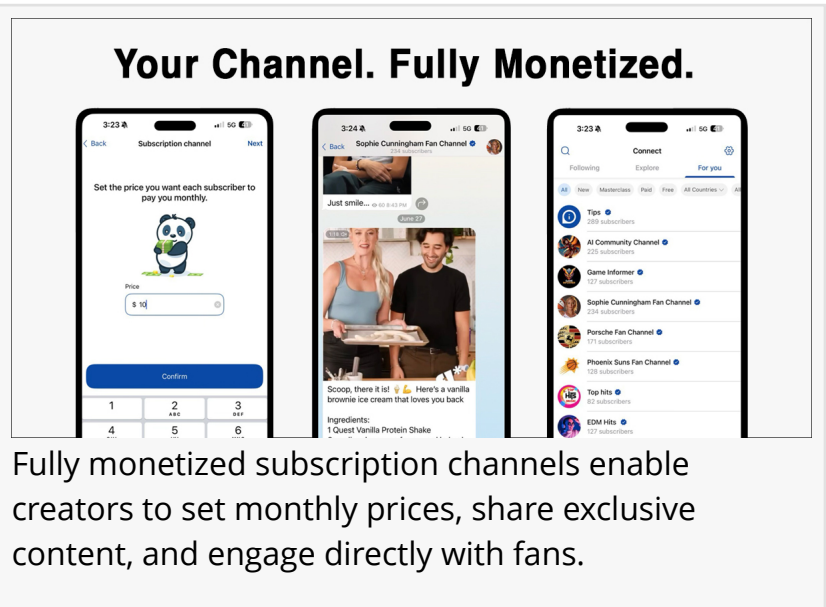 Your Channel. Fully Monetized.
3:23
5G
Back
Subscription channel
Next
Set the price you want each subscriber to
pay you monthly.
Price
$ 10
Confirm
1
2
ABC
3
DEF
4
5
6
3:24
5G
Back
Sophie Cunningham Fan Channel
234 subscribers
Just smile...
60 8:43 PM
June 27
Scoop, there it is! 🍦💪 Here's a vanilla
brownie ice cream that loves you back
Ingredients:
1 Quest Vanilla Protein Shake
3:23
5G
Connect
Following
Explore
For you
All
New
Masterclass
Paid
Free
All Countries
Tips
289 subscribers
AI Community Channel
225 subscribers
Game Informer
127 subscribers
Sophie Cunningham Fan Channel
234 subscribers
Porsche Fan Channel
171 subscribers
Phoenix Suns Fan Channel
128 subscribers
Top hits
82 subscribers
EDM Hits
127 subscribers
Fully monetized subscription channels enable
creators to set monthly prices, share exclusive
content, and engage directly with fans.